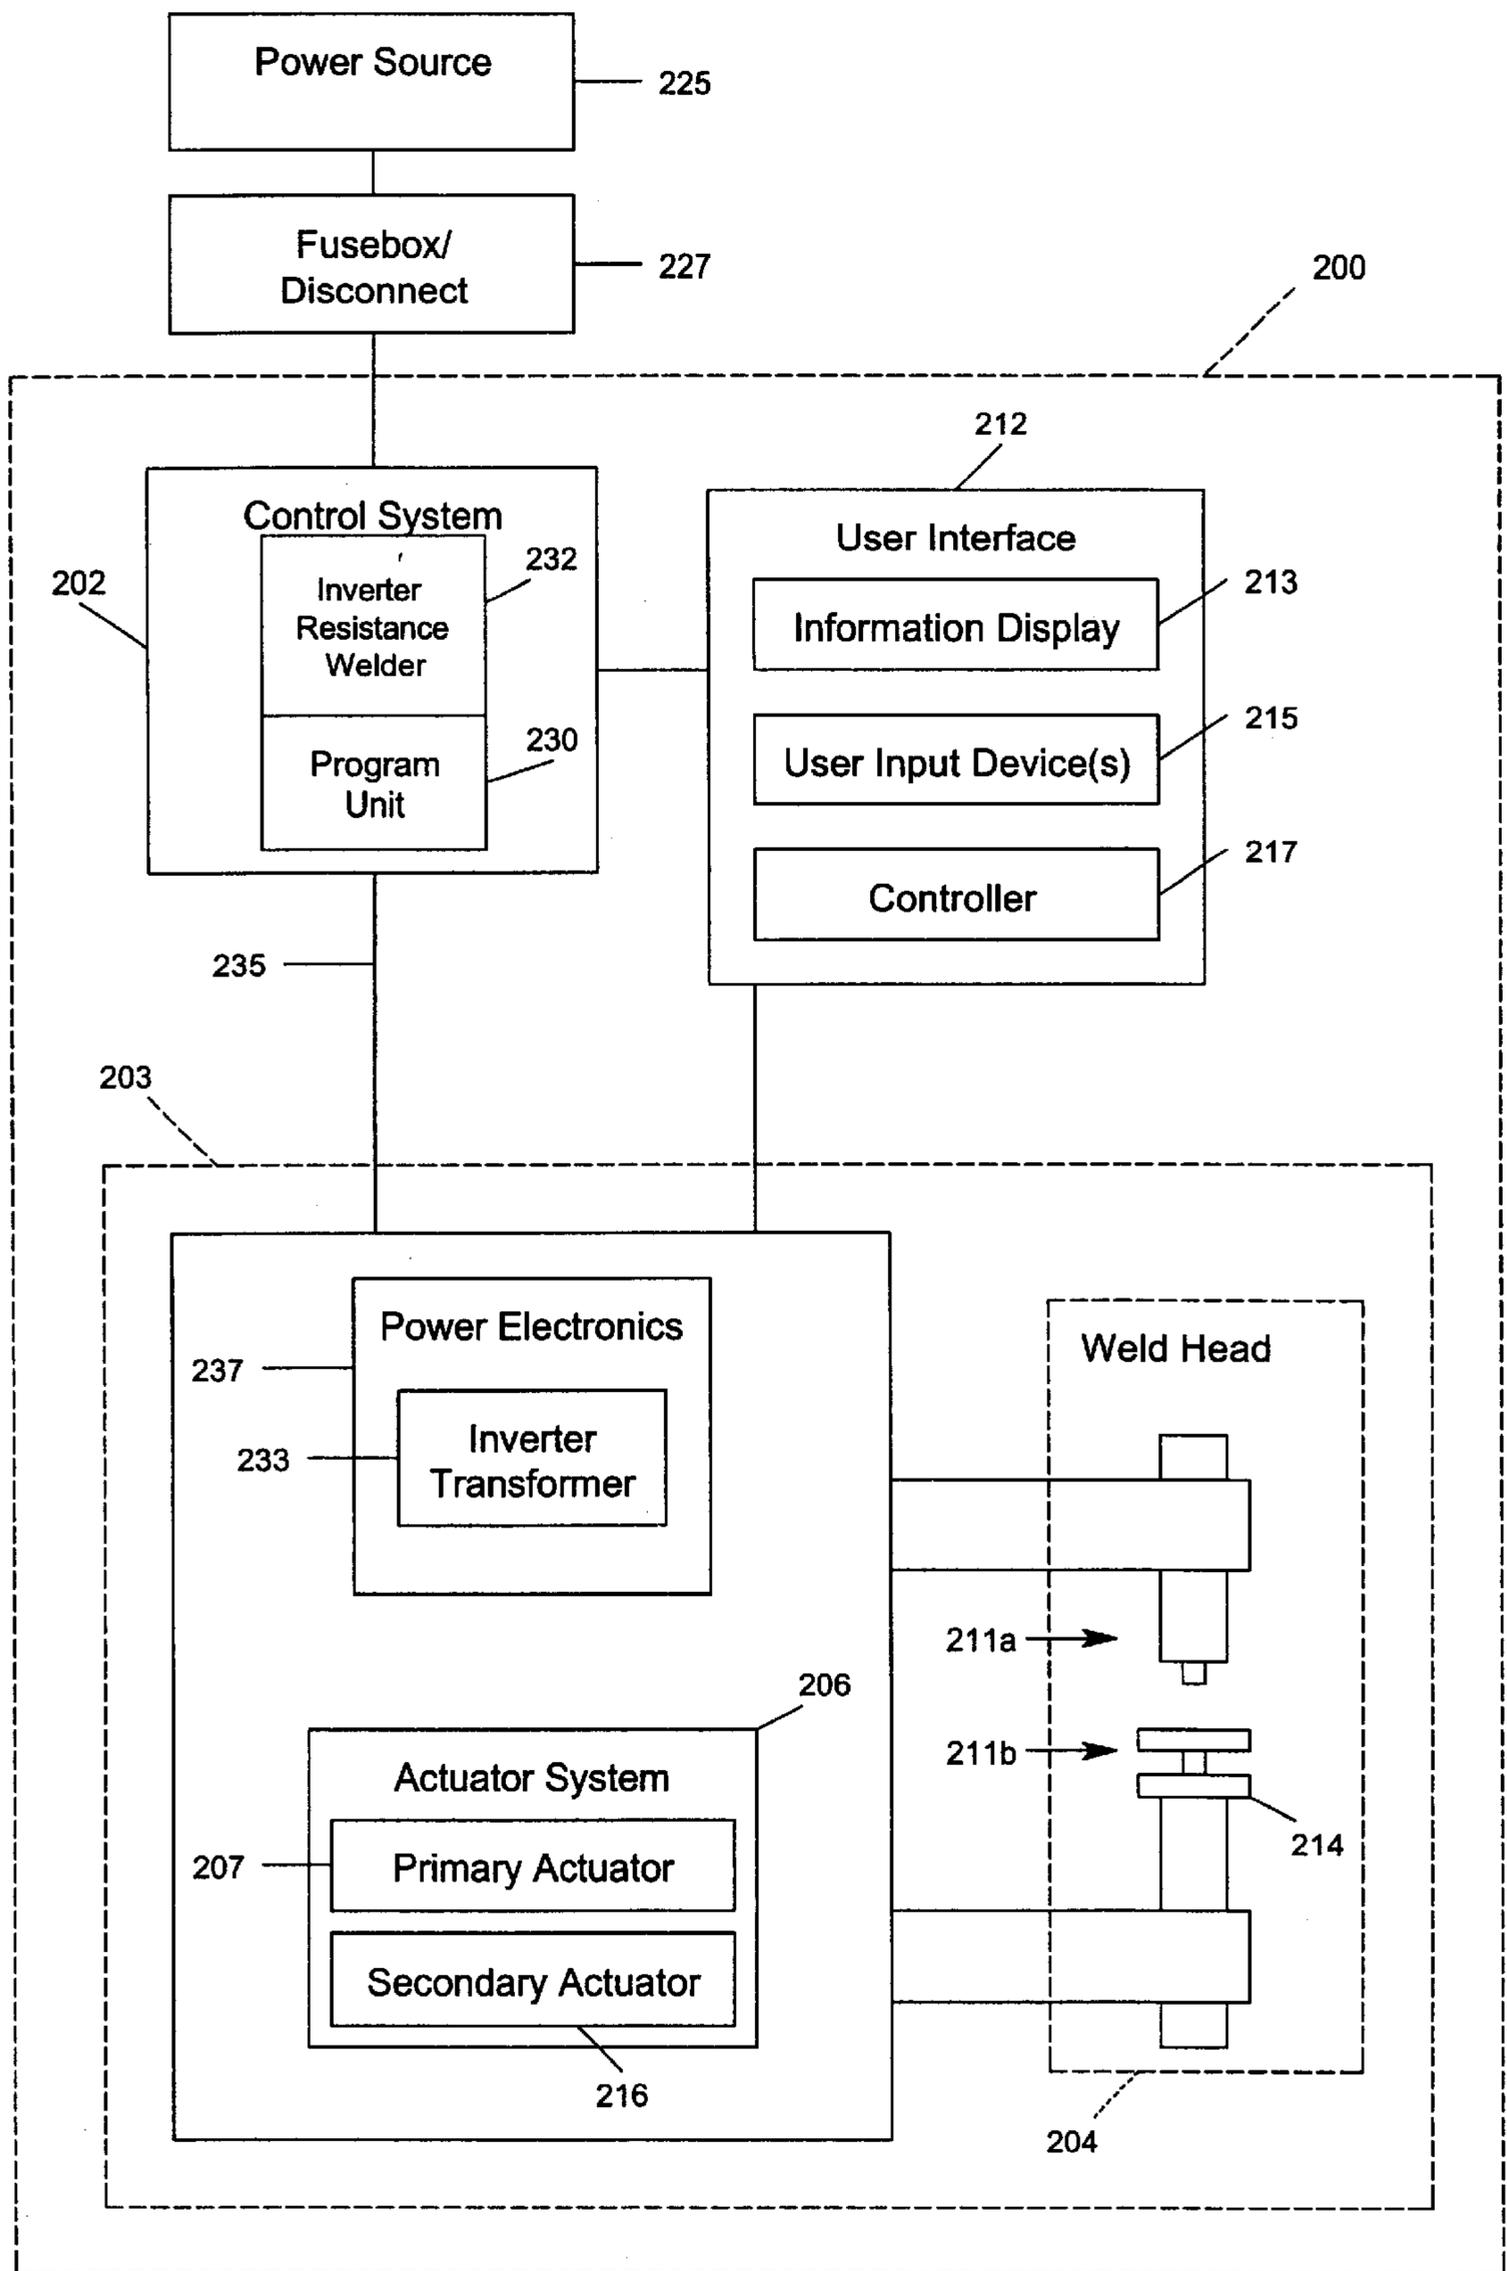 Power Source
225
Fusebox/
Disconnect
227
200
212
Control System
User Interface
232
213
202
Inverter
Resistance
Welder
Information Display
215
230
Program
Unit
User Input Device(s)
217
Controller
235
203
Power Electronics
Weld Head
237
Inverter
Transformer
233
211a
206
211b
Actuator System
214
207
Primary Actuator
Secondary Actuator
216
204